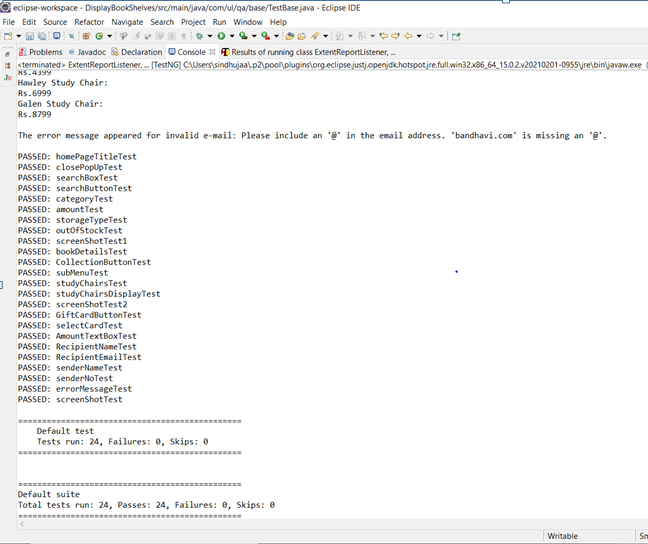 eclipse-workspace - DisplayBookShelves/src/main/java/com/ul/qa/base/TestBase.java - Eclipse IDE
File Edit Source Refactor Navigate Search Project Run Window Help
Problems Javadoc Declaration Console Results of running class ExtentReportListener, ...
<terminated> ExtentReportListener, ... [TestNG] C:\Users\sindhujaa\.p2\pool\plugins\org.eclipse.justj.openjdk.hotspot.jre.full.win32.x86_64_15.0.2.v20210201-0955\jre\bin\javaw.exe (
Rs.4399
Hawley Study Chair:
Rs.6999
Galen Study Chair:
Rs.8799
The error message appeared for invalid e-mail: Please include an '@' in the email address. 'bandhavi.com' is missing an '@'.
PASSED: homePageTitleTest
PASSED: closePopUpTest
PASSED: searchBoxTest
PASSED: searchButtonTest
PASSED: categoryTest
PASSED: amountTest
PASSED: storageTypeTest
PASSED: outOfStockTest
PASSED: screenShotTest1
PASSED: bookDetailsTest
PASSED: CollectionButtonTest
PASSED: subMenuTest
PASSED: studyChairsTest
PASSED: studyChairsDisplayTest
PASSED: screenShotTest2
PASSED: GiftCardButtonTest
PASSED: selectCardTest
PASSED: AmountTextBoxTest
PASSED: RecipientNameTest
PASSED: RecipientEmailTest
PASSED: senderNameTest
PASSED: senderNoTest
PASSED: errorMessageTest
PASSED: screenShotTest
===============================================
Default test
Tests run: 24, Failures: 0, Skips: 0
===============================================
===============================================
Default suite
Total tests run: 24, Passes: 24, Failures: 0, Skips: 0
===============================================
Writable
Sm